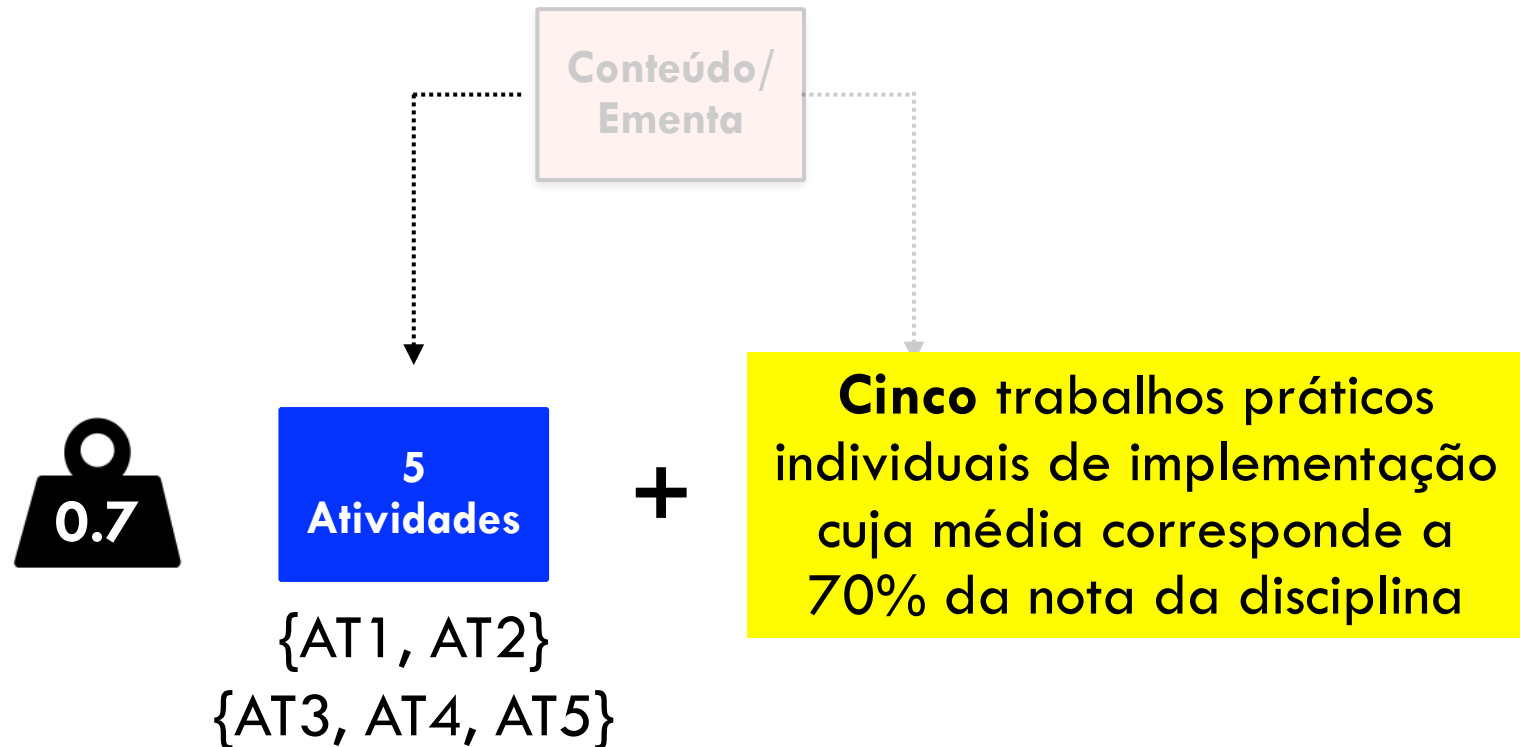 Conteúdo/
Ementa
0.7
5
Atividades
+
Cinco trabalhos práticos
individuais de implementação
cuja média corresponde a
70% da nota da disciplina
{AT1, AT2}
{AT3, AT4, AT5}